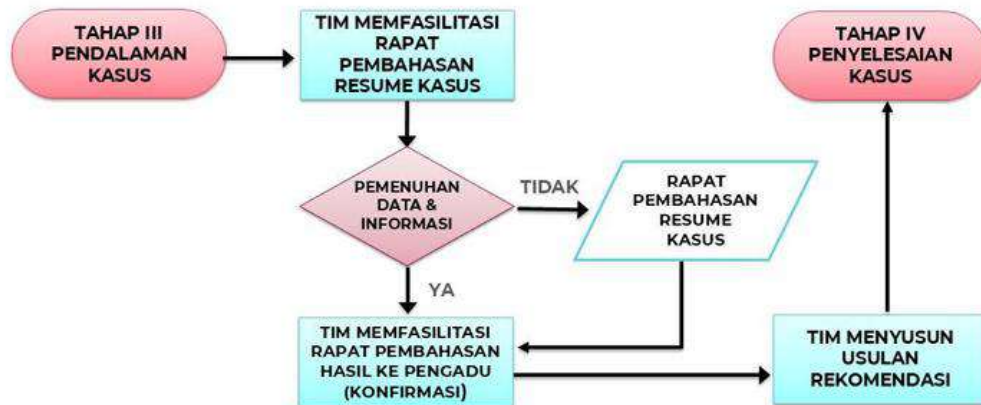 TAHAP III
PENDALAMAN
KASUS
TIM MEMFASILITASI
RAPAT
PEMBAHASAN
RESUME KASUS
TAHAP IV
PENYELESAIAN
KASUS
PEMENUHAN
DATA &
INFORMASI
TIDAK
RAPAT
PEMBAHASAN
RESUME
KASUS
YA
TIM MEMFASILITASI
RAPAT PEMBAHASAN
HASIL KE PENGADU
(KONFIRMASI)
TIM MENYUSUN
USULAN
REKOMENDASI